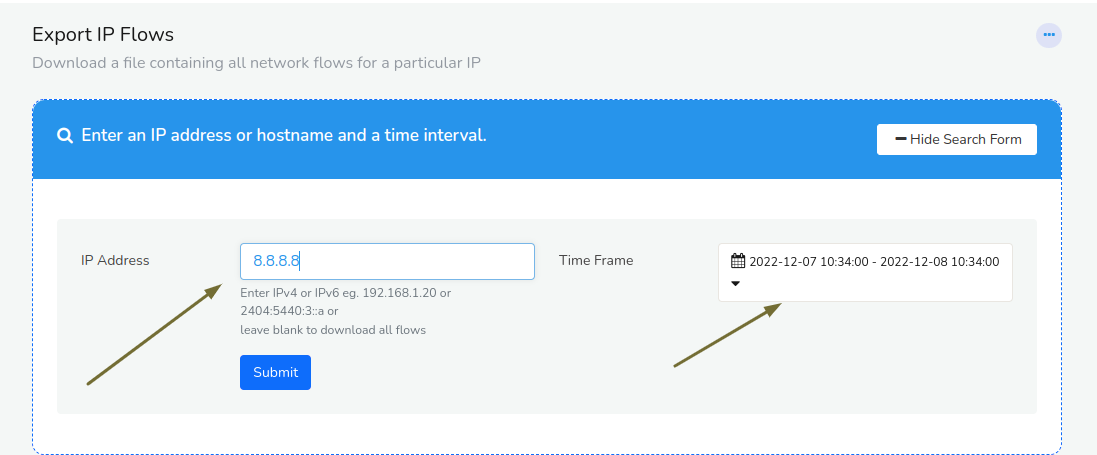 Export IP Flows
Download a file containing all network flows for a particular IP
Enter an IP address or hostname and a time interval.
Hide Search Form
IP Address
8.8.8.8
Enter IPv4 or IPv6 eg. 192.168.1.20 or
2404:5440:3::a or
leave blank to download all flows
Submit
Time Frame
2022-12-07 10:34:00 - 2022-12-08 10:34:00